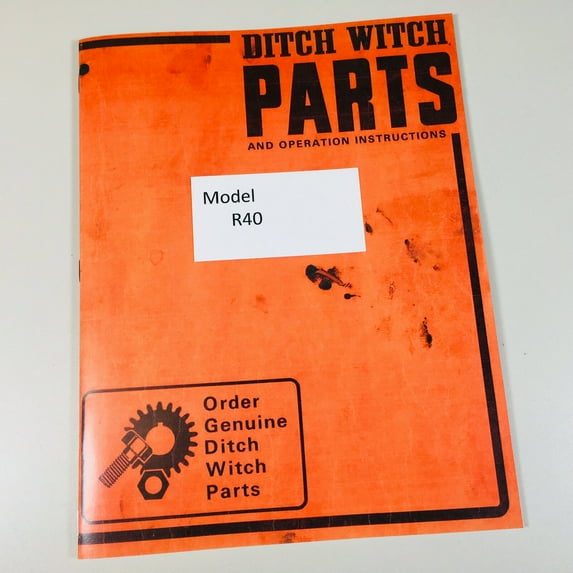 DITCH WITCH
PARTS
AND OPERATION INSTRUCTIONS
Model
R40
Order
Genuine
Ditch
Witch
Parts